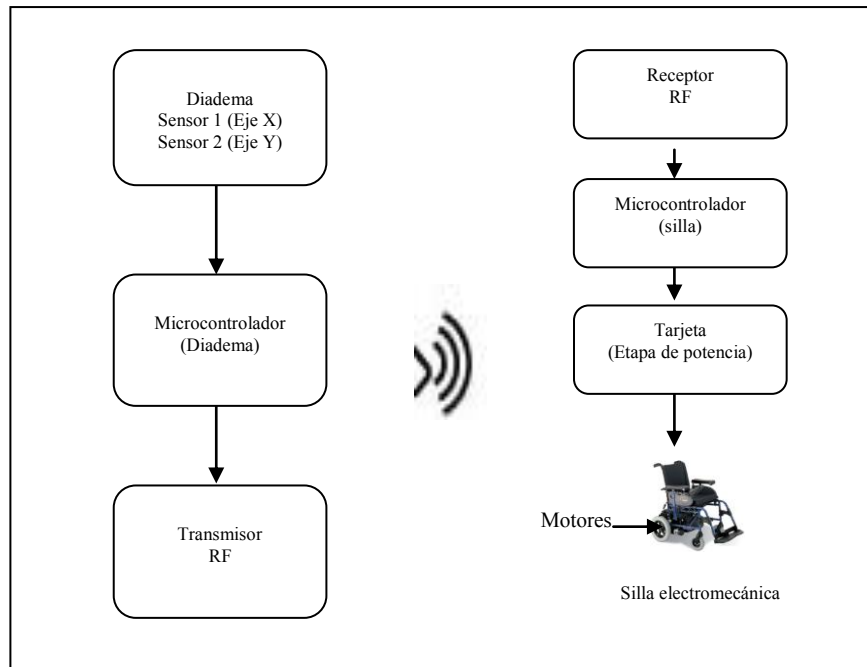 Diadema
Sensor 1 (Eje X)
Sensor 2 (Eje Y)
Microcontrolador
(Diadema)
Transmisor
RF
Receptor
RF
Microcontrolador
(silla)
Tarjeta
(Etapa de potencia)
Motores
Silla electromecánica